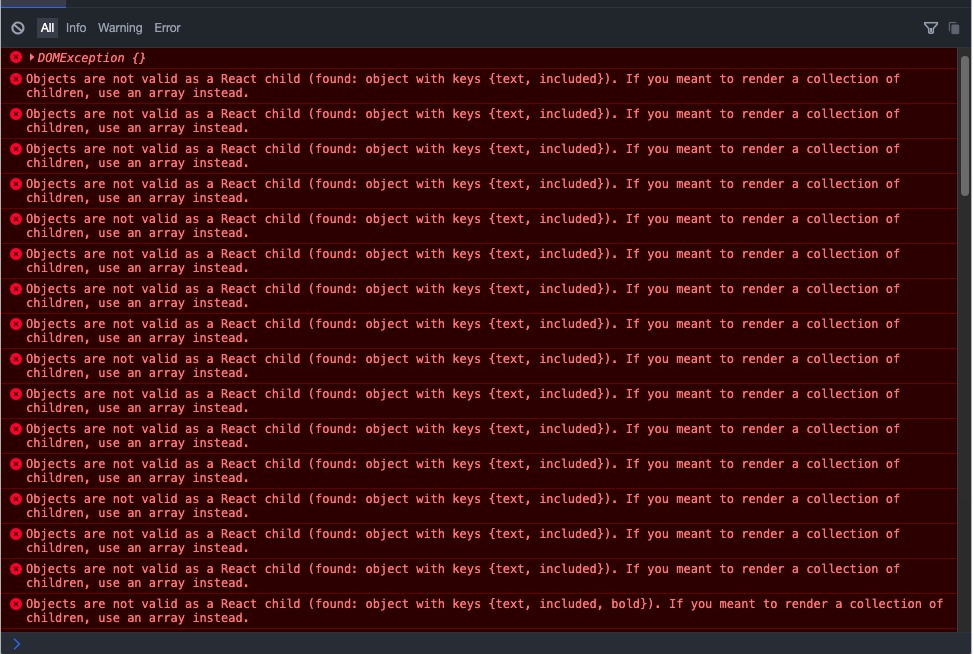 All Info Warning Error
DOMException {}
Objects are not valid as a React child (found: object with keys {text, included}). If you meant to render a collection of
children, use an array instead.
Objects are not valid as a React child (found: object with keys {text, included}). If you meant to render a collection of
children, use an array instead.
Objects are not valid as a React child (found: object with keys {text, included}). If you meant to render a collection of
children, use an array instead.
Objects are not valid as a React child (found: object with keys {text, included}). If you meant to render a collection of
children, use an array instead.
Objects are not valid as a React child (found: object with keys {text, included}). If you meant to render a collection of
children, use an array instead.
Objects are not valid as a React child (found: object with keys {text, included}). If you meant to render a collection of
children, use an array instead.
Objects are not valid as a React child (found: object with keys {text, included}). If you meant to render a collection of
children, use an array instead.
Objects are not valid as a React child (found: object with keys {text, included}). If you meant to render a collection of
children, use an array instead.
Objects are not valid as a React child (found: object with keys {text, included}). If you meant to render a collection of
children, use an array instead.
Objects are not valid as a React child (found: object with keys {text, included}). If you meant to render a collection of
children, use an array instead.
Objects are not valid as a React child (found: object with keys {text, included}). If you meant to render a collection of
children, use an array instead.
Objects are not valid as a React child (found: object with keys {text, included}). If you meant to render a collection of
children, use an array instead.
Objects are not valid as a React child (found: object with keys {text, included}). If you meant to render a collection of
children, use an array instead.
Objects are not valid as a React child (found: object with keys {text, included}). If you meant to render a collection of
children, use an array instead.
Objects are not valid as a React child (found: object with keys {text, included}). If you meant to render a collection of
children, use an array instead.
Objects are not valid as a React child (found: object with keys {text, included, bold}). If you meant to render a collection of
children, use an array instead.